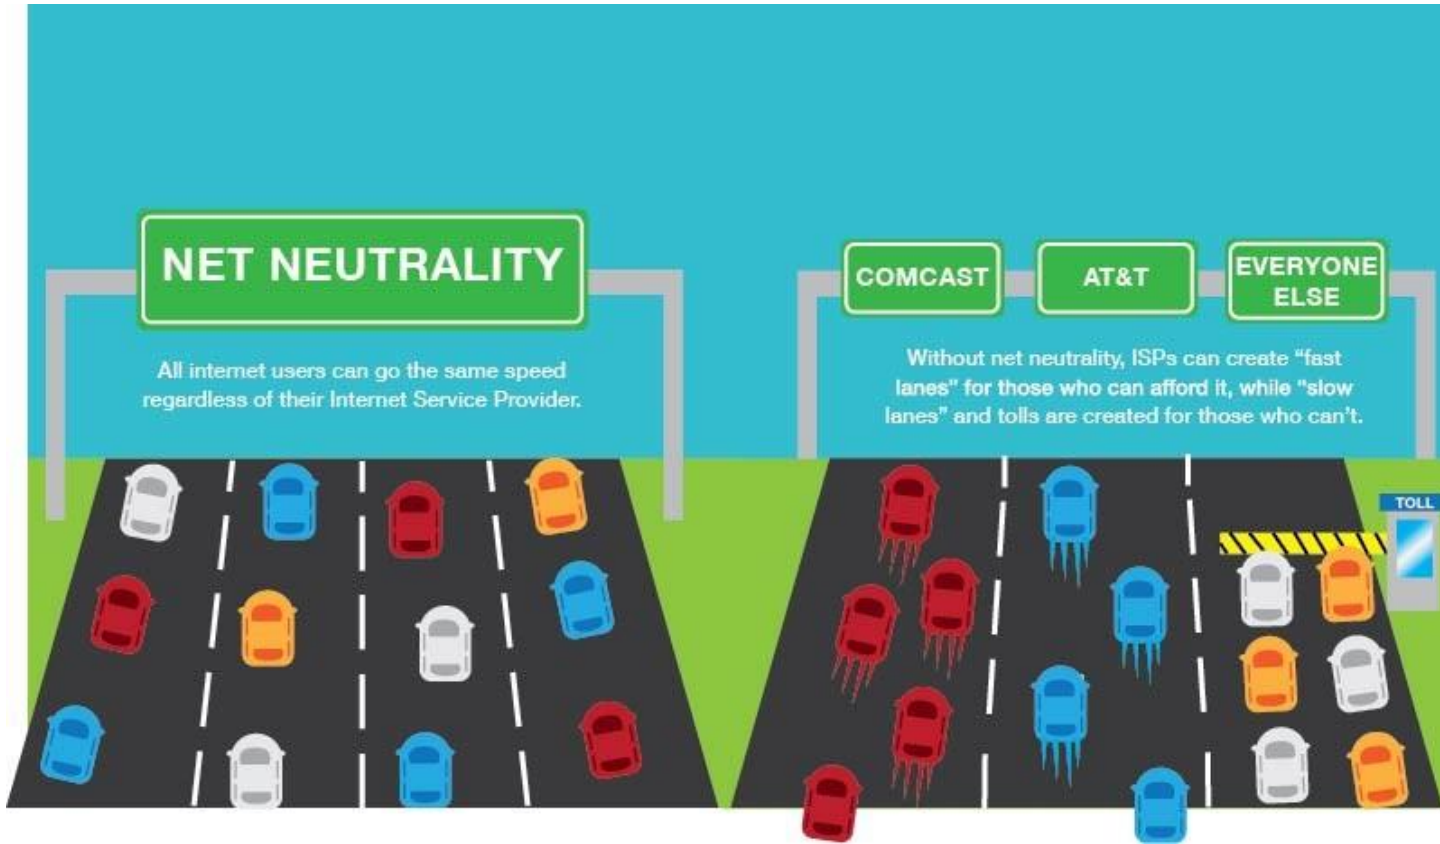 NET NEUTRALITY
All internet users can go the same speed
regardless of their Internet Service Provider.
COMCAST
AT&T
EVERYONE
ELSE
Without net neutrality, ISPs can create “fast
lanes” for those who can afford it, while “slow
lanes” and tolls are created for those who can’t.
TOLL